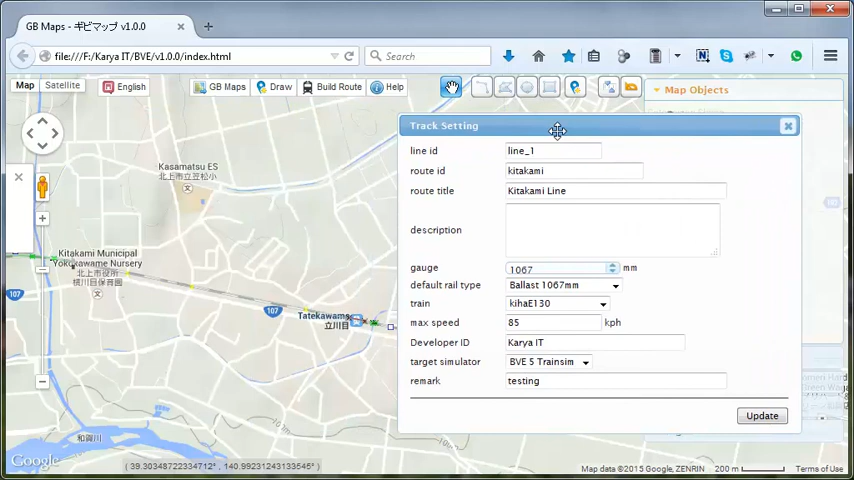 GB Maps - ギビマップ v1.0.0
file:///F:/Karya IT/BVE/v1.0.0/index.html
Search
Map
Satellite
English
GB Maps
Draw
Build Route
Help
Map Objects
Track Setting
line id
line_1
route id
kitakami
route title
Kitakami Line
description
gauge
1067
mm
default rail type
Ballast 1067mm
train
kihaE130
max speed
85
kph
Developer ID
Karya IT
target simulator
BVE 5 Trainsim
remark
testing
Update
Kasamatsu ES
北上市立笠松小
Kitakami Municipal
Yokokawame Nursery
北上市役所
横川目保育園
107
107
107
Tatekawame
立川目
和賀川
Google
( 39.30348722334712°, 140.99231243133545°)
Map data ©2015 Google, ZENRIN
200 m
Terms of Use